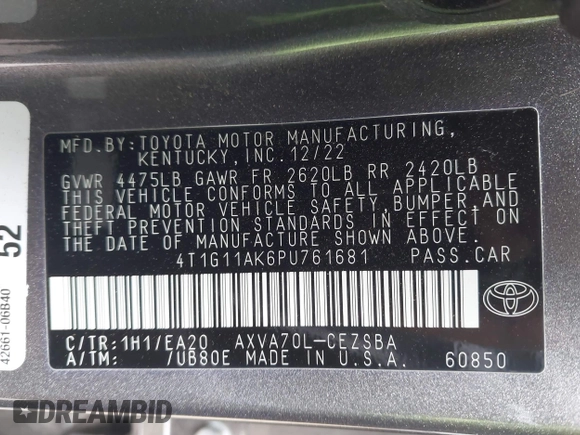 MFD.BY:TOYOTA MOTOR MANUFACTURING,
KENTUCKY,INC.12/22
GVWR 4475LB GAWR FR 2620LB RR 2420LB
THIS VEHICLE CONFORMS TO ALL APPLICABLE
FEDERAL MOTOR VEHICLE SAFETY, BUMPER,AND
THEFT PREVENTION STANDARDS IN EFFECT ON
THE DATE OF MANUFACTURE SHOWN ABOVE.
4T1G11AK6PU761681 PASS.CAR
C/TR:1H1/EA20 AXVA70L-CEZSBA
A/TM: /UB80E MADE IN U.S.A. 60850
52
42661-06B40
DREAMBID